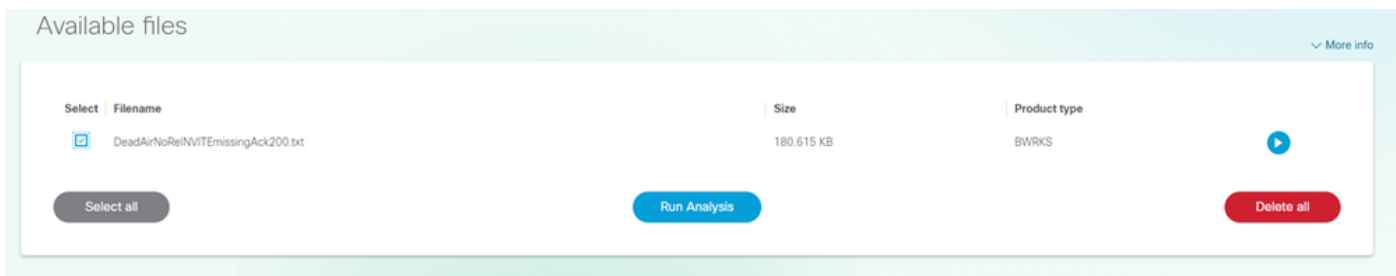 Available files
More info
Select Filename Size Product type
DeadAirNoReINVITEmissingAck200.txt 180.615 KB BWRKS
Select all Run Analysis Delete all